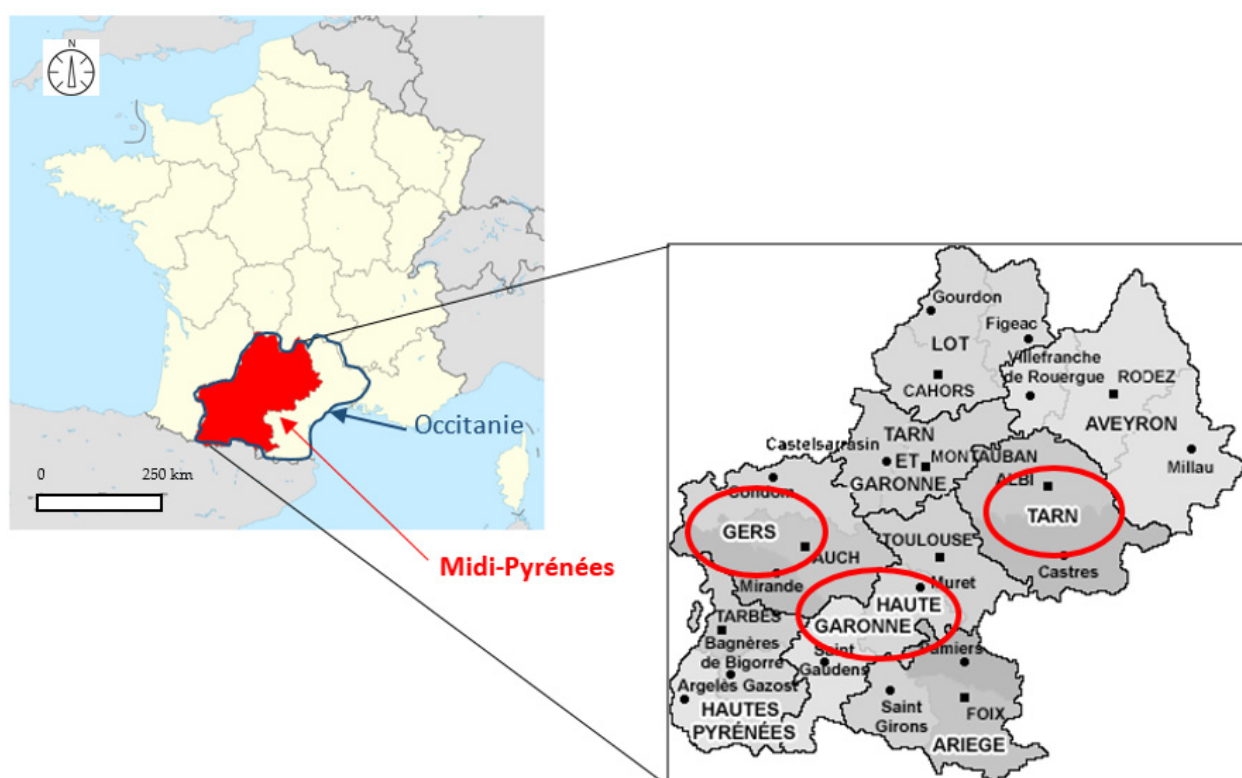 N
0
250 km
Occitanie
Midi-Pyrénées
Gourdon
Figeac
LOT
Villefranche
de Rouergue
RODEZ
CAHORS
AVEYRON
Castelsarrasin
TARN
ET
GARONNE
MONTAUBAN
Millau
Condom
ALBI
TARN
GERS
AUCH
TOULOUSE
Castres
Mirande
Muret
HAUTE
GARONNE
TARBES
Bagnères
de Bigorre
Saint
Gaudens
Pamiers
Argelès Gazost
Saint
Girons
FOIX
HAUTES
PYRÉNÉES
ARIEGE